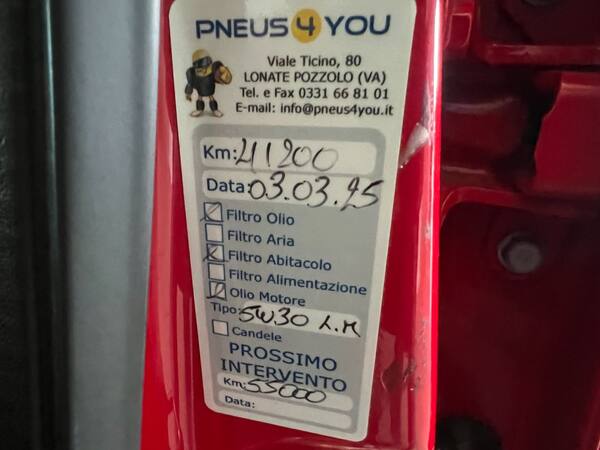 PNEUS 4 YOU
Viale Ticino, 80
LONATE POZZOLO (VA)
Tel. e Fax 0331 66 81 01
E-mail: info@pneus4you.it
Km: 41200
Data: 03.03.25
Filtro Olio
Filtro Aria
Filtro Abitacolo
Filtro Alimentazione
Olio Motore
Tipo: 5W30 L.M
Candele
PROSSIMO
INTERVENTO
Km: 55000
Data: